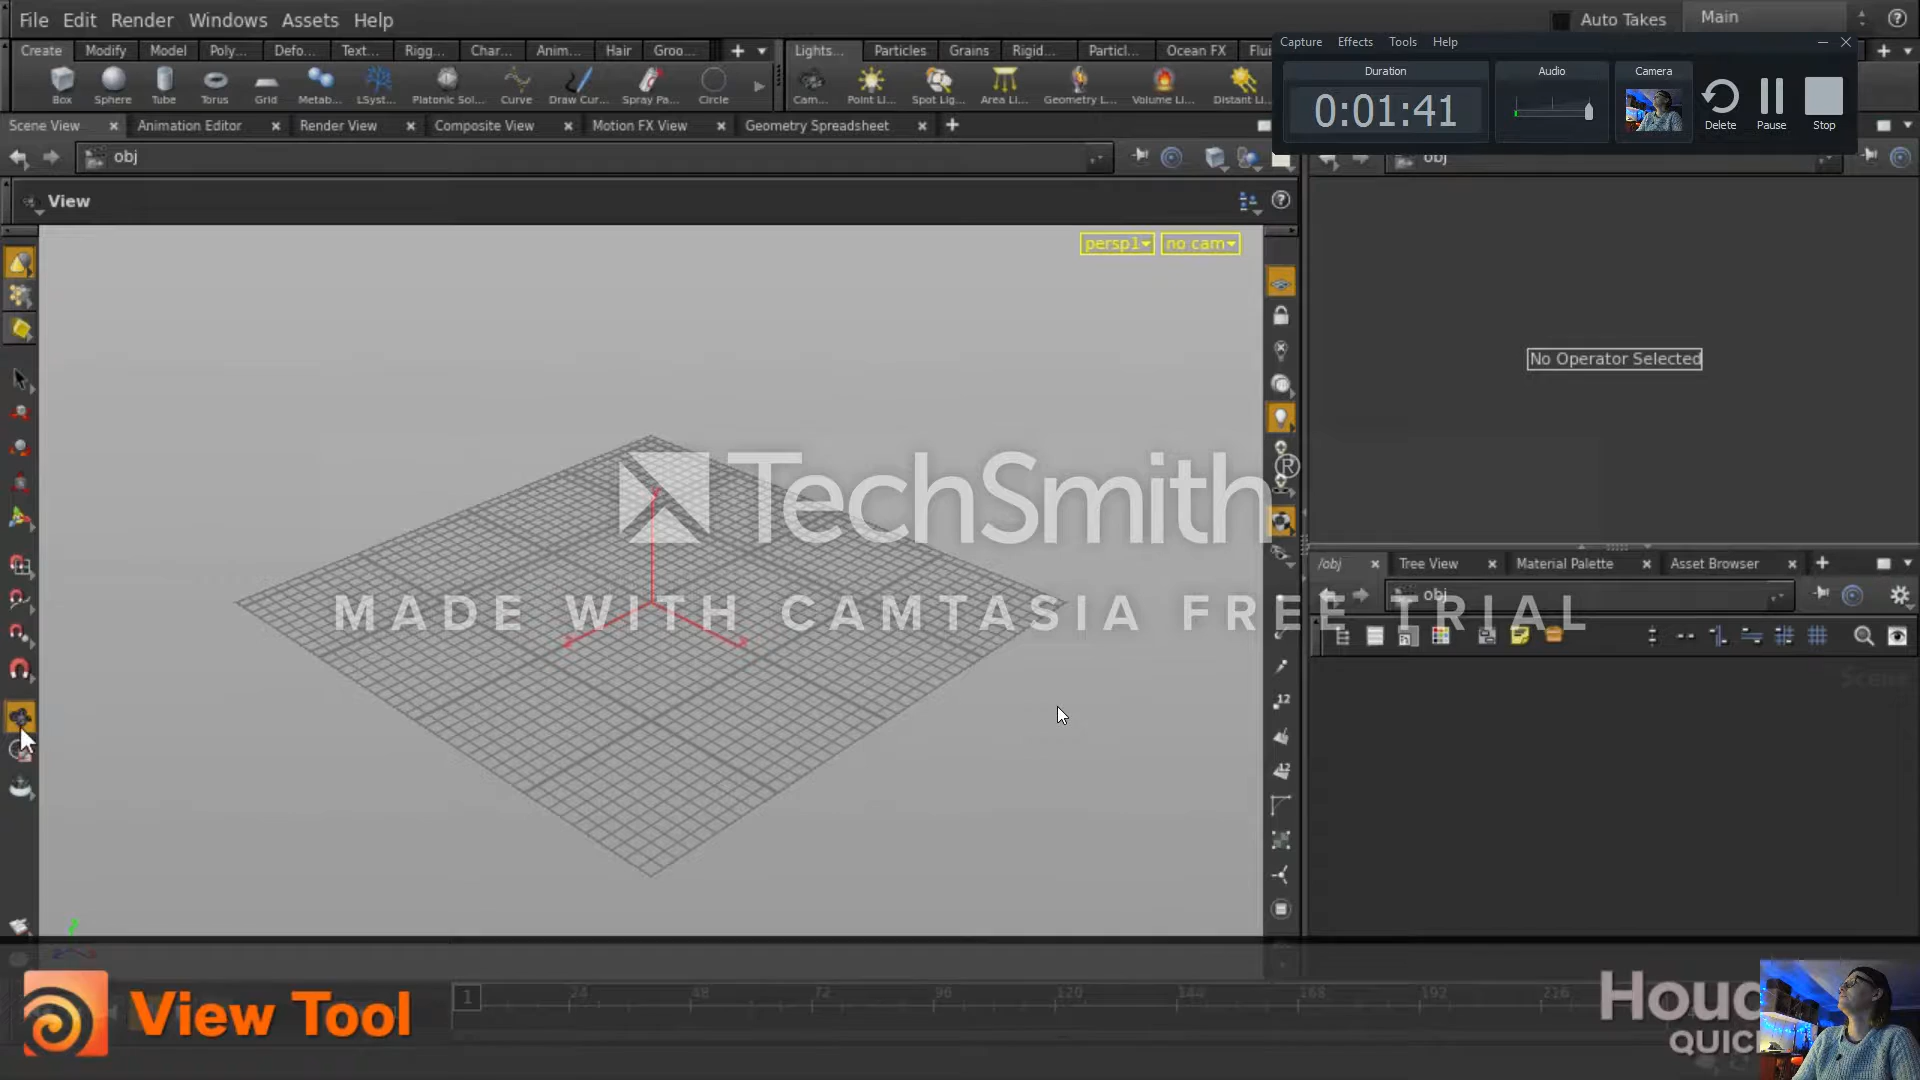 File Edit Render Windows Assets Help
Auto Takes Main
Create Modify Model Poly... Defo... Text... Rigg... Char... Anim... Hair Groo...
Lights... Particles Grains Rigid... Particl... Ocean FX Flui
Capture Effects Tools Help
Box Sphere Tube Torus Grid Metab... LSyst... Platonic Sol... Curve Draw Cur... Spray Pa... Circle
Cam... Point Li... Spot Lig... Area Li... Geometry L... Volume Li... Distant Li...
Duration Audio Camera
0:01:41
Delete Pause Stop
Scene View Animation Editor Render View Composite View Motion FX View Geometry Spreadsheet
obj
obj
View
persp1 no cam
No Operator Selected
TechSmith®
MADE WITH CAMTASIA FREE TRIAL
/obj Tree View Material Palette Asset Browser
obj
Scene
12
12
View Tool
1 24 48 72 96 120 144 168 192 216
Houd
QUIC